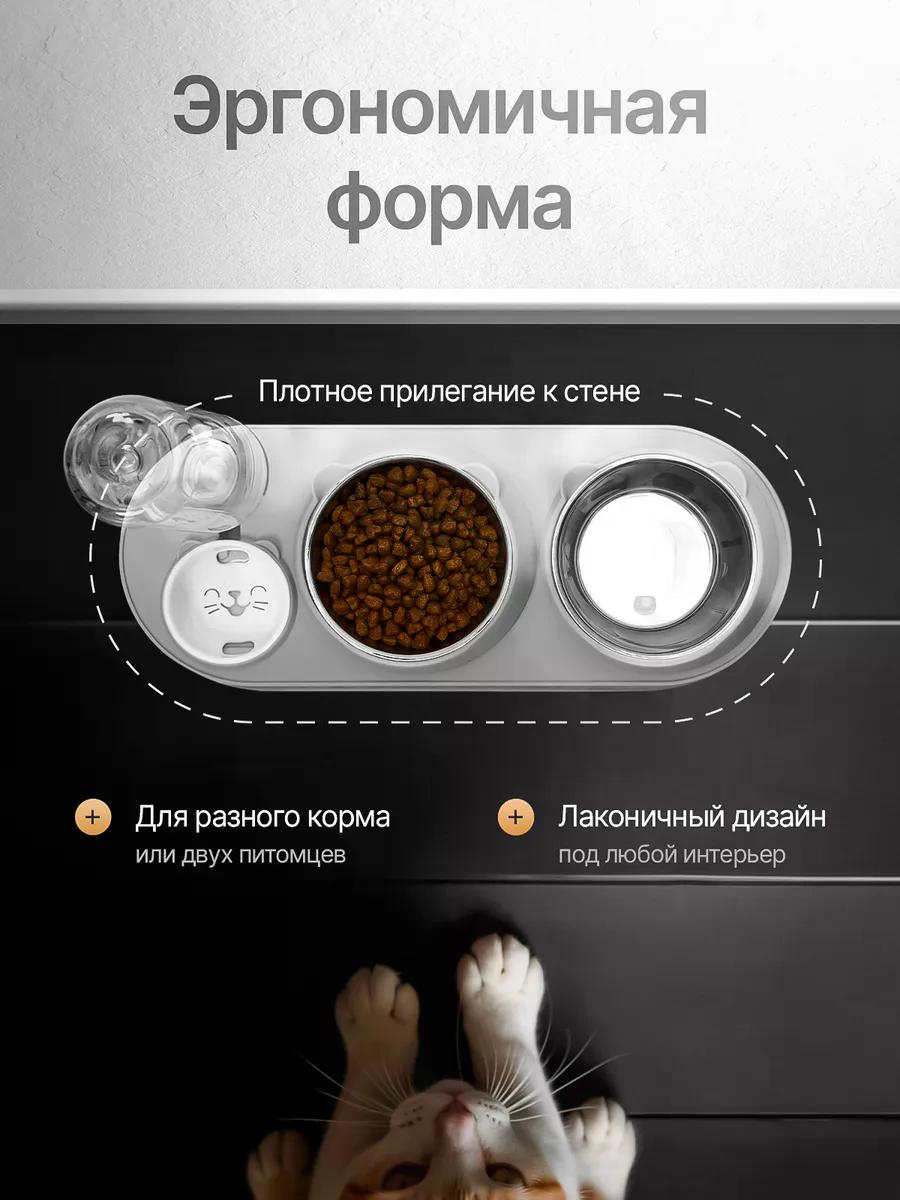 Эргономичная
форма
Плотное прилегание к стене
Для разного корма
или двух питомцев
Лаконичный дизайн
под любой интерьер